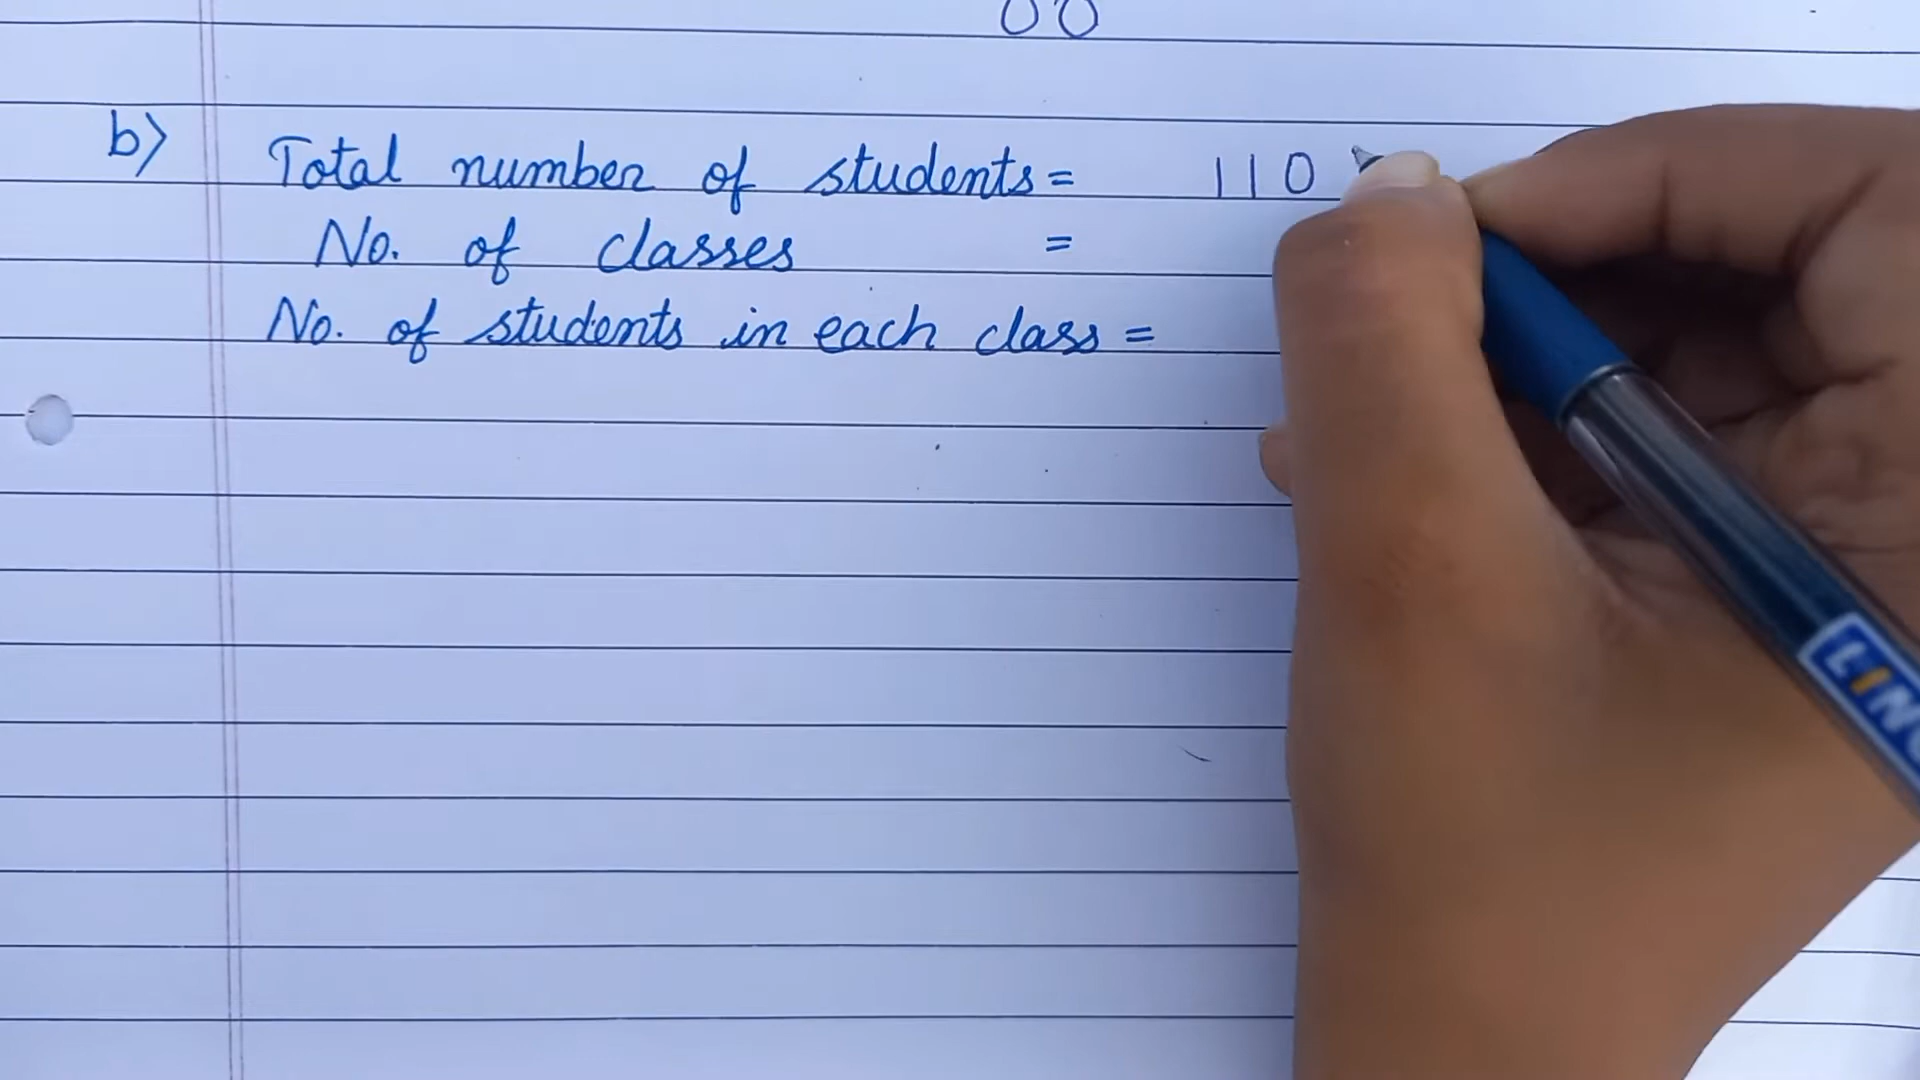 b) Total number of students = 110
No. of classes =
No. of students in each class =